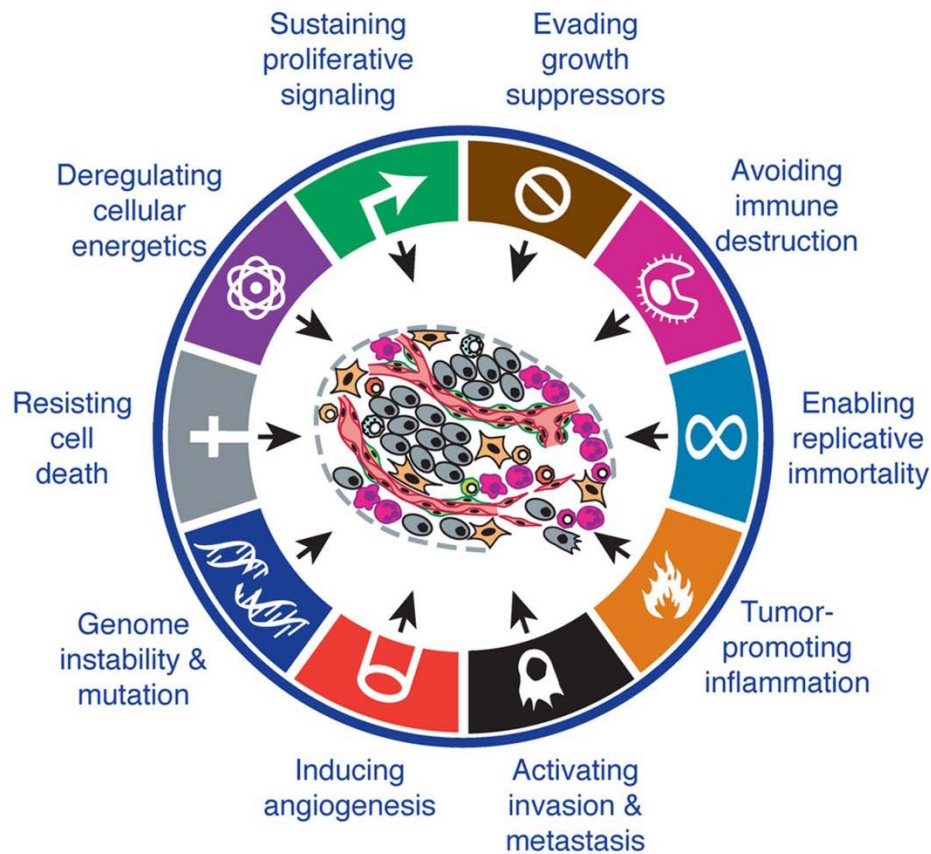 Sustaining
proliferative
signaling
Evading
growth
suppressors
Avoiding
immune
destruction
Enabling
replicative
immortality
Tumor-
promoting
inflammation
Activating
invasion &
metastasis
Inducing
angiogenesis
Genome
instability &
mutation
Resisting
cell
death
Deregulating
cellular
energetics